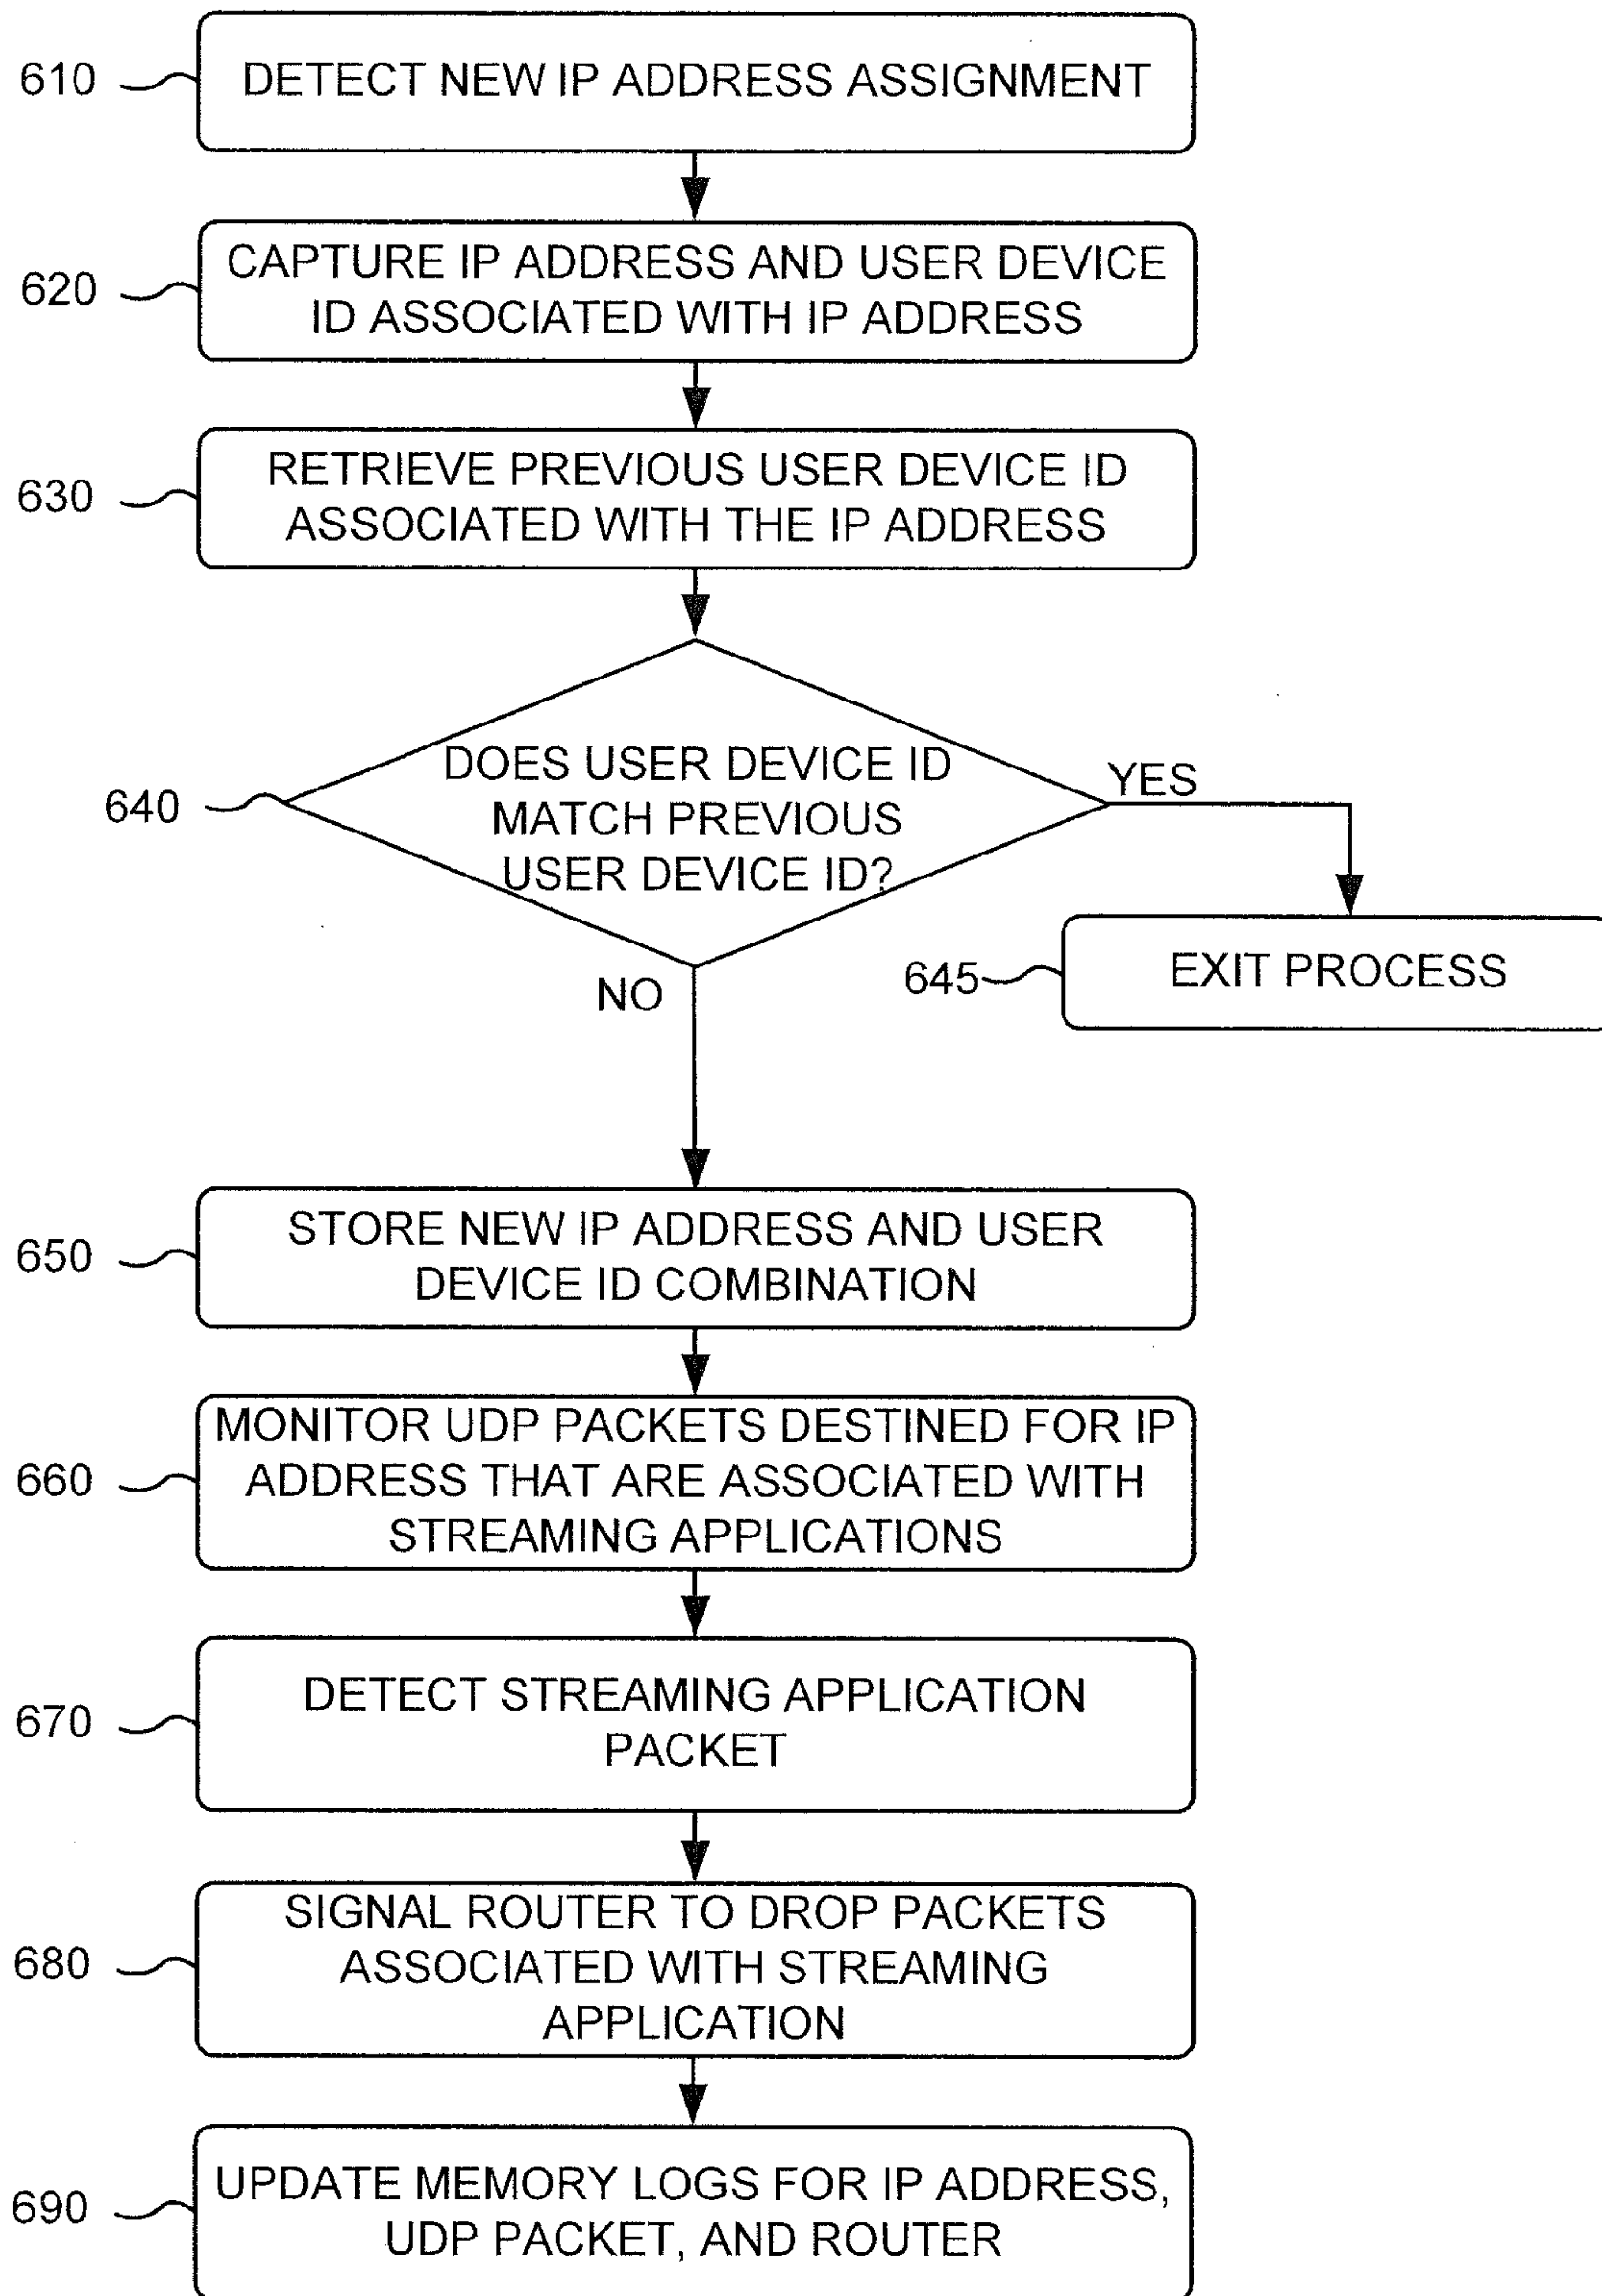 610
DETECT NEW IP ADDRESS ASSIGNMENT
620
CAPTURE IP ADDRESS AND USER DEVICE
ID ASSOCIATED WITH IP ADDRESS
630
RETRIEVE PREVIOUS USER DEVICE ID
ASSOCIATED WITH THE IP ADDRESS
640
DOES USER DEVICE ID
MATCH PREVIOUS
USER DEVICE ID?
YES
645
EXIT PROCESS
NO
650
STORE NEW IP ADDRESS AND USER
DEVICE ID COMBINATION
660
MONITOR UDP PACKETS DESTINED FOR IP
ADDRESS THAT ARE ASSOCIATED WITH
STREAMING APPLICATIONS
670
DETECT STREAMING APPLICATION
PACKET
680
SIGNAL ROUTER TO DROP PACKETS
ASSOCIATED WITH STREAMING
APPLICATION
690
UPDATE MEMORY LOGS FOR IP ADDRESS,
UDP PACKET, AND ROUTER